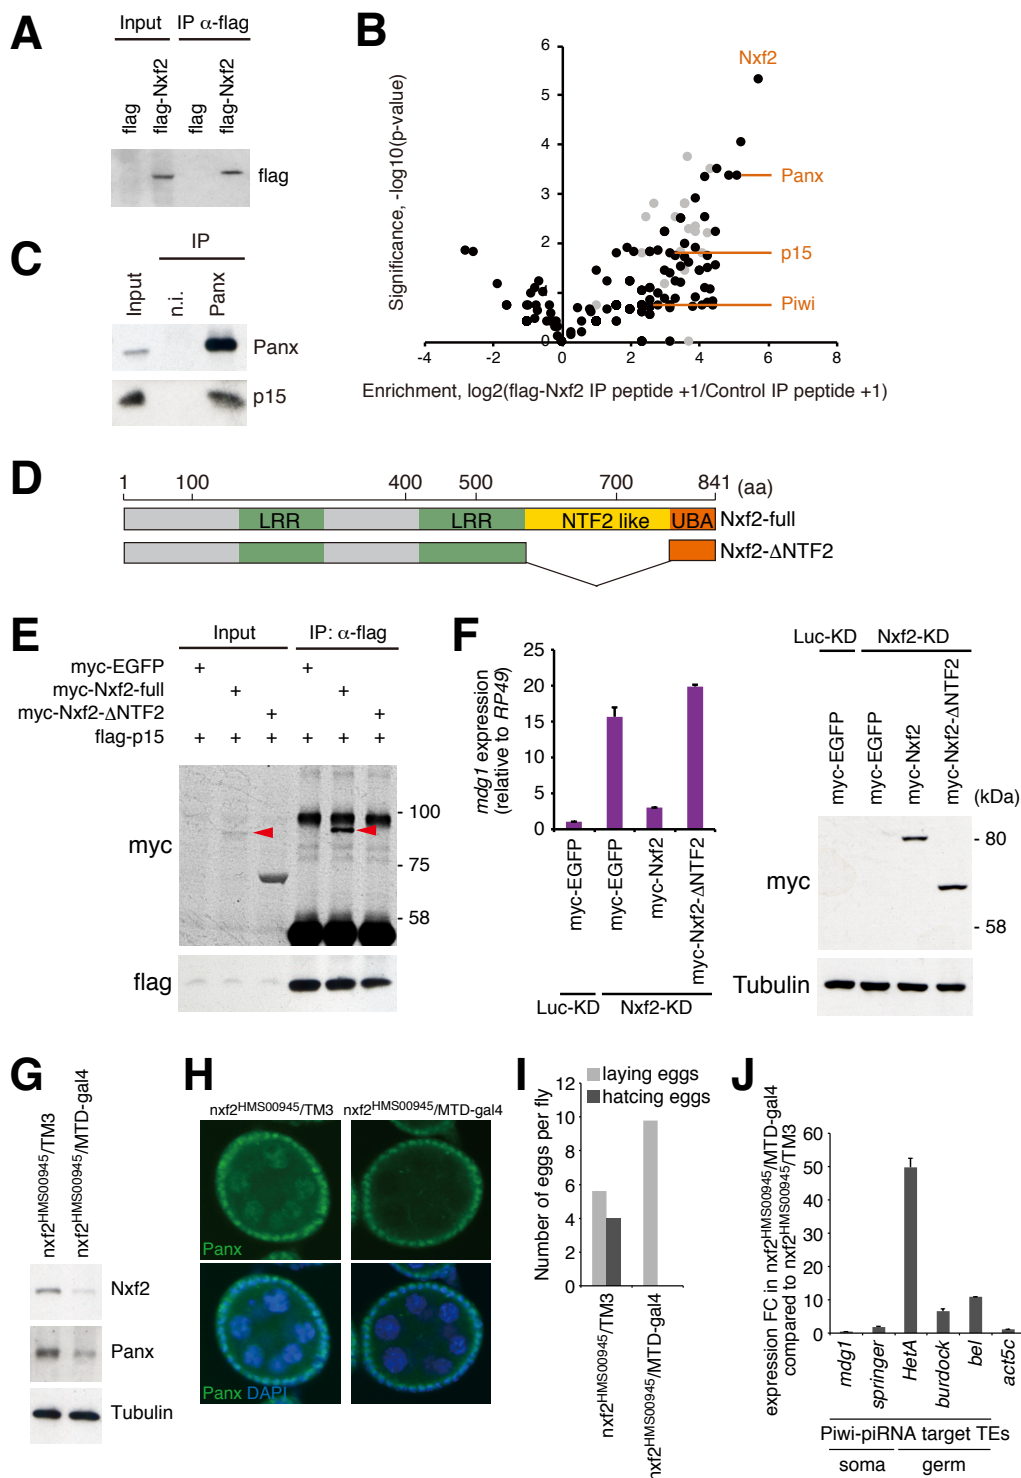 A
Input
IP α-flag
flag
flag-Nxf2
flag
flag-Nxf2
flag
B
Significance, -log10(p-value)
6
5
4
3
2
1
0
-4
-2
0
2
4
6
8
Nxf2
Panx
p15
Piwi
Enrichment, log2(flag-Nxf2 IP peptide +1/Control IP peptide +1)
C
IP
Input
n.i.
Panx
Panx
p15
D
1
100
400
500
700
841
(aa)
LRR
LRR
NTF2 like
UBA
Nxf2-full
Nxf2-ΔNTF2
E
Input
IP: α-flag
myc-EGFP
+
+
myc-Nxf2-full
+
+
myc-Nxf2-ΔNTF2
+
+
flag-p15
+ + + + + +
myc
- 100
- 75
- 58
flag
F
mdg1 expression
(relative to RP49)
25
20
15
10
5
0
myc-EGFP
myc-EGFP
myc-Nxf2
myc-Nxf2-ΔNTF2
Luc-KD
Nxf2-KD
Luc-KD
Nxf2-KD
myc-EGFP
myc-EGFP
myc-Nxf2
myc-Nxf2-ΔNTF2
(kDa)
myc
- 80
- 58
Tubulin
G
nxf2HMS00945/TM3
nxf2HMS00945/MTD-gal4
Nxf2
Panx
Tubulin
H
nxf2HMS00945/TM3
nxf2HMS00945/MTD-gal4
Panx
Panx DAPI
I
laying eggs
hatcing eggs
Number of eggs per fly
12
10
8
6
4
2
0
nxf2HMS00945/TM3
nxf2HMS00945/MTD-gal4
J
expression FC in nxf2HMS00945/MTD-gal4
compared to nxf2HMS00945/TM3
60
50
40
30
20
10
0
mdg1
springer
HetA
burdock
bel
act5c
Piwi-piRNA target TEs
soma
germ